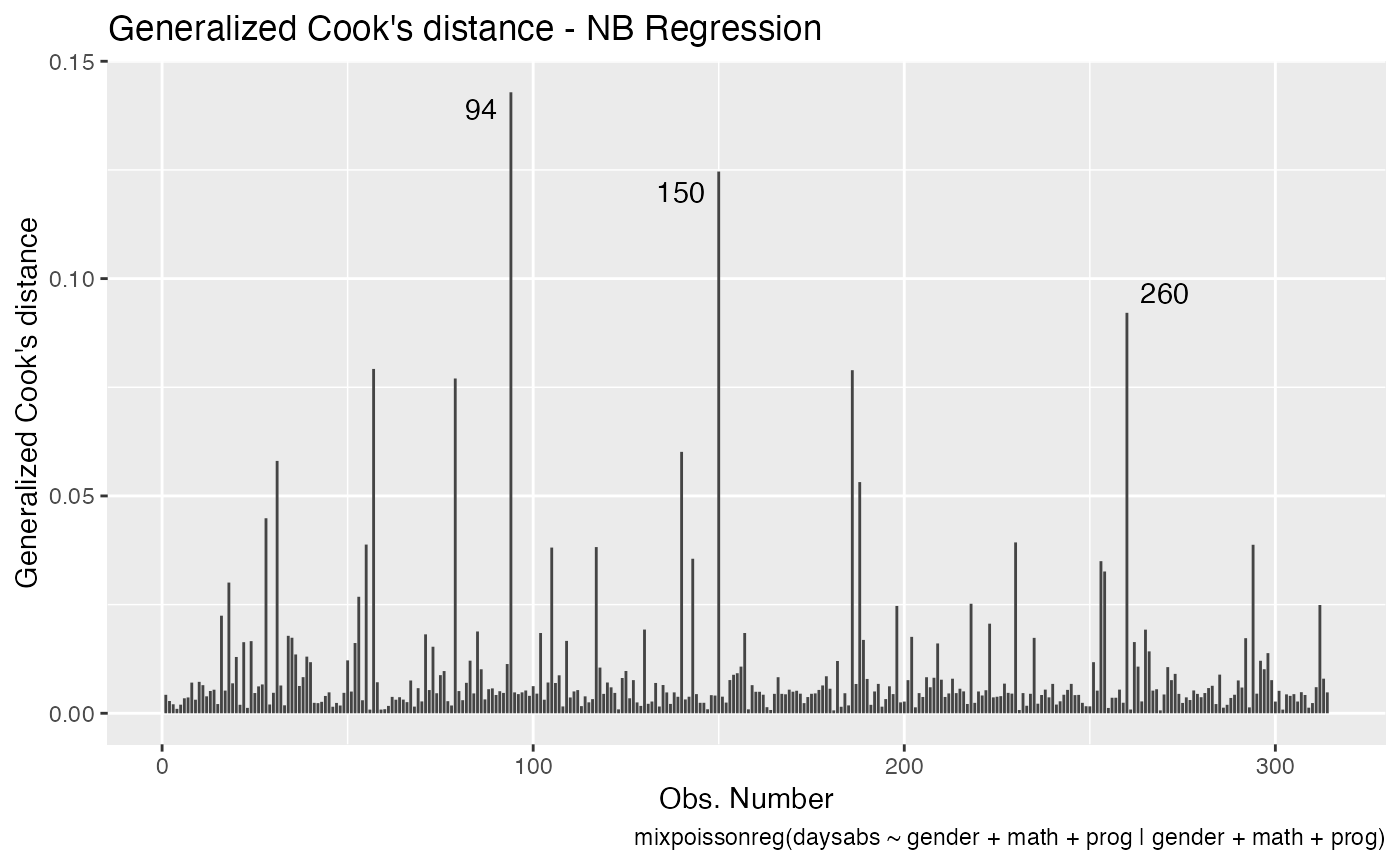 Generalized Cook's distance - NB Regression
0.15
94
150
0.10
260
Generalized Cook's distance
0.05
0.00
0 100 200 300
Obs. Number
mixpoissonreg(daysabs ~ gender + math + prog | gender + math + prog)